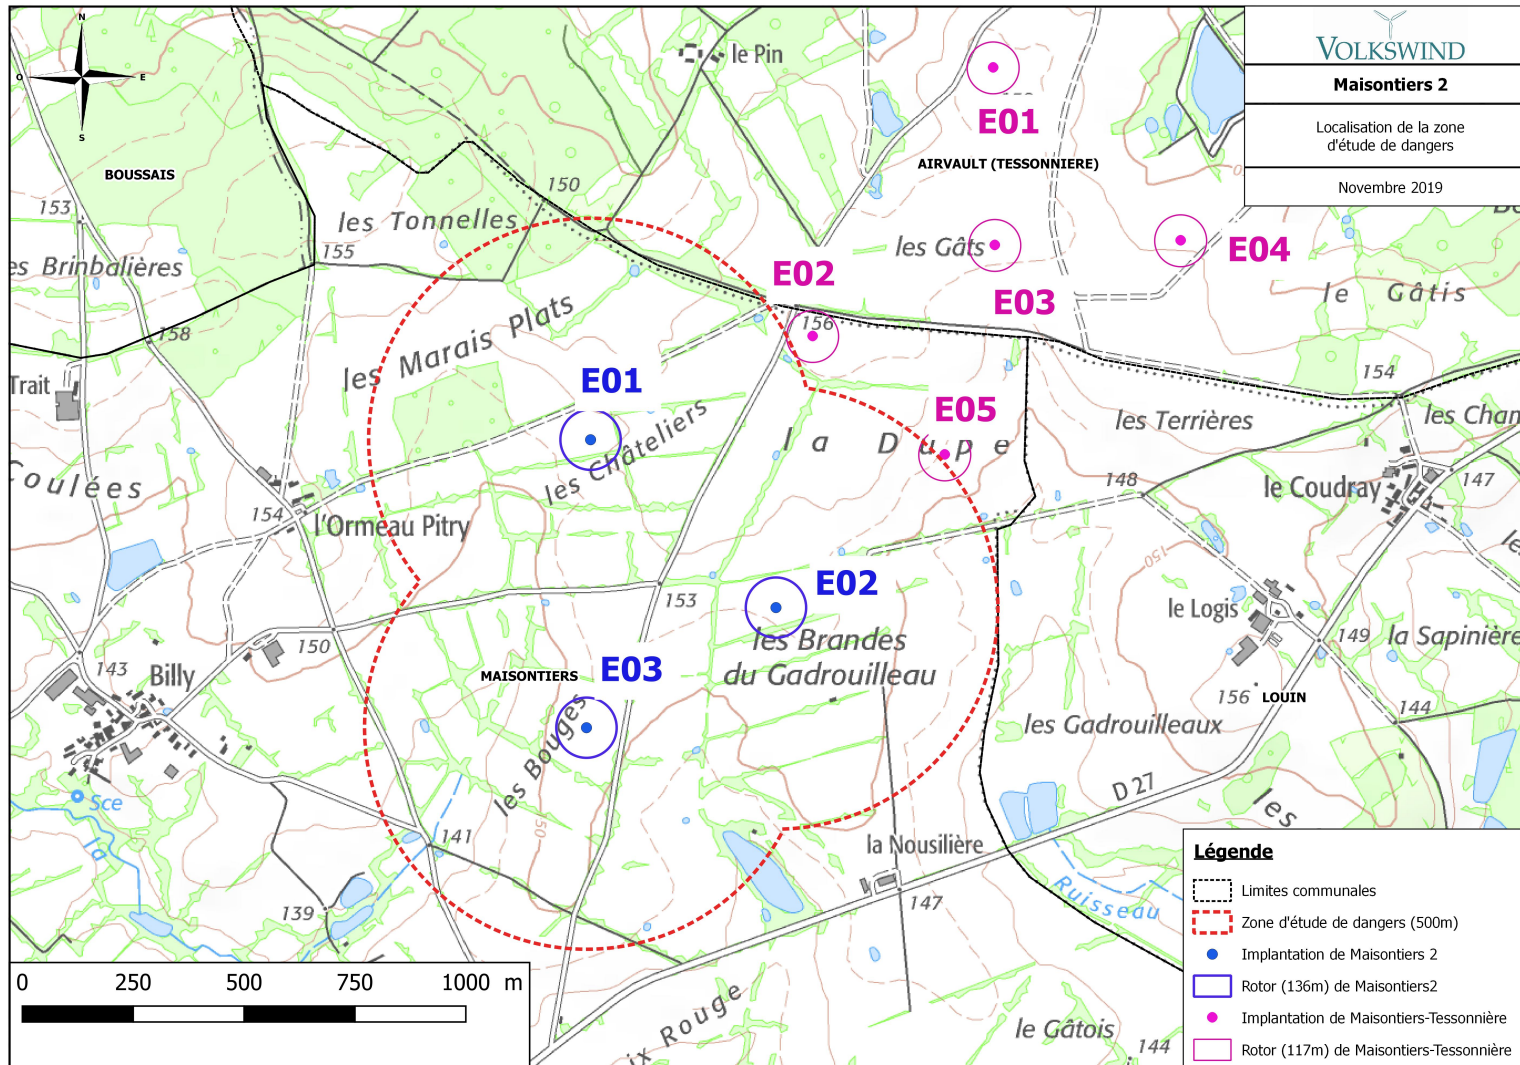 N
O
E
S
VOLKSWIND
Maisontiers 2
Localisation de la zone
d'étude de dangers
Novembre 2019
le Pin
E01
AIRVAULT (TESSONNIERE)
BOUSSAIS
150
153
les Tonnelles
155
es Brinbalières
les Gâts
E04
E02
E03
le Gâtis
158
156
les Marais Plats
Trait
E01
154
E05
les Terrières
les Cham
la Dupe
les Châteliers
Coulées
148
le Coudray
147
154
l'Ormeau Pitry
150
E02
153
le Logis
les Brandes
du Gadrouilleau
149
la Sapinière
150
143
Billy
MAISONTIERS
E03
156
LOUIN
144
les Gadrouilleaux
les Bouges
D 27
les
Sce
150
141
la Nousilière
147
Ruisseau
139
ix Rouge
le Gâtois
144
0 250 500 750 1000 m
Légende
Limites communales
Zone d'étude de dangers (500m)
Implantation de Maisontiers 2
Rotor (136m) de Maisontiers2
Implantation de Maisontiers-Tessonnière
Rotor (117m) de Maisontiers-Tessonnière